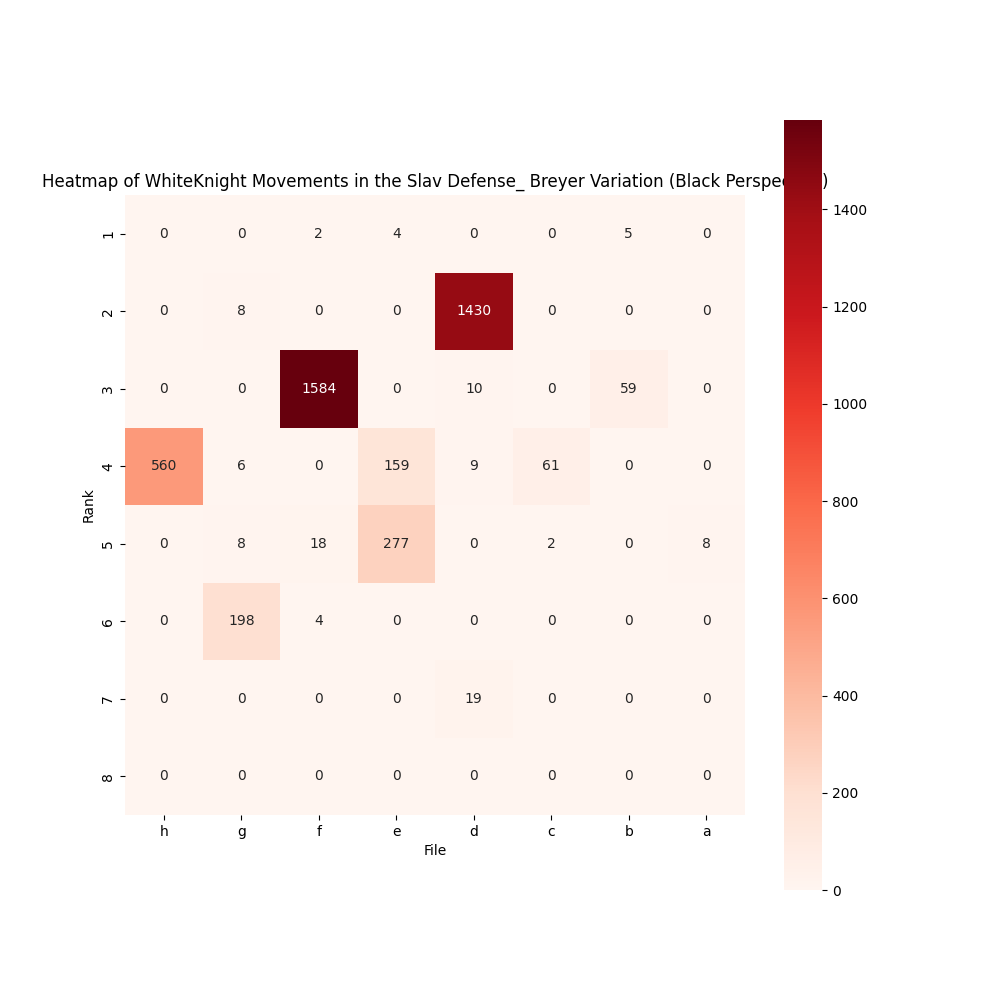 Heatmap of WhiteKnight Movements in the Slav Defense_ Breyer Variation (Black Perspe )
1 0 0 2 4 0 0 5 0
2 0 8 0 0 1430 0 0 0
3 0 0 1584 0 10 0 59 0
4 560 6 0 159 9 61 0 0
5 0 8 18 277 0 2 0 8
6 0 198 4 0 0 0 0 0
7 0 0 0 0 19 0 0 0
8 0 0 0 0 0 0 0 0
h g f e d c b a
Rank
File
1400
1200
1000
800
600
400
200
0